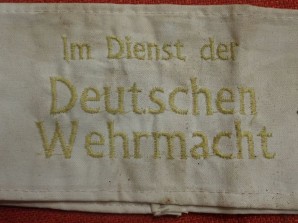 Im Dienst der
Deutschen
Wehrmacht